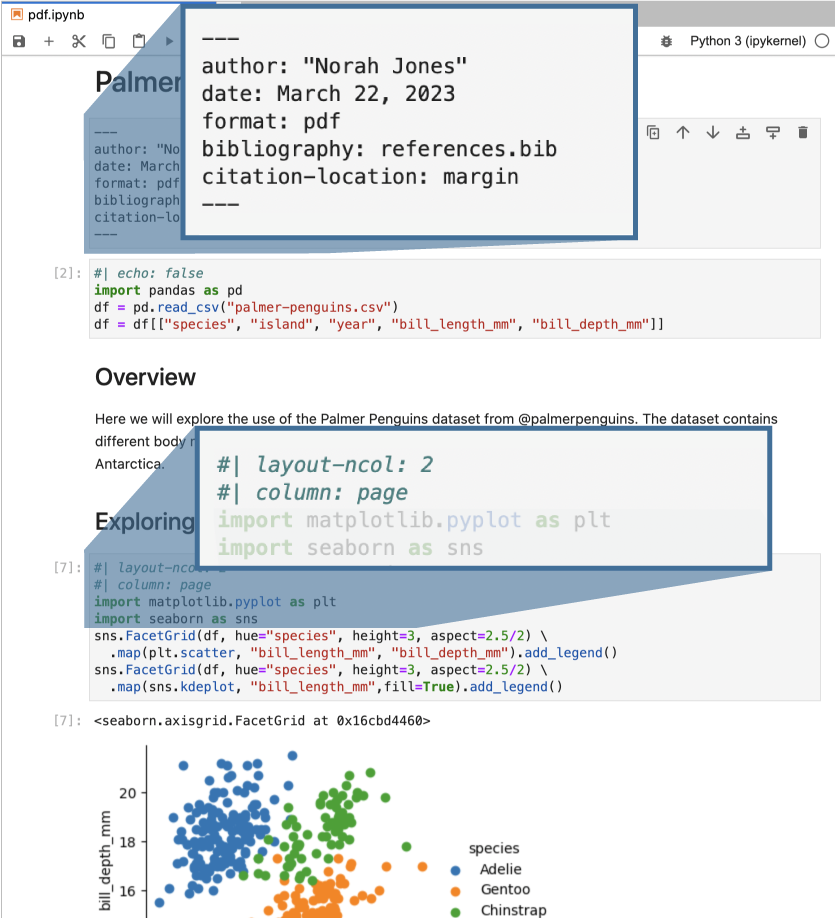 pdf.ipynb
Python 3 (ipykernel)
Palmer
---
author: "Norah Jones"
date: March 22, 2023
format: pdf
bibliography: references.bib
citation-location: margin
---
---
author: "No
date: March
format: pdf
bibliograph
citation-lo
---
[2]:
#| echo: false
import pandas as pd
df = pd.read_csv("palmer-penguins.csv")
df = df[["species", "island", "year", "bill_length_mm", "bill_depth_mm"]]
Overview
Here we will explore the use of the Palmer Penguins dataset from @palmerpenguins. The dataset contains
different body
Antarctica.
#| layout-ncol: 2
#| column: page
import matplotlib.pyplot as plt
import seaborn as sns
Exploring
[7]:
#| layout-ncol: 2
#| column: page
import matplotlib.pyplot as plt
import seaborn as sns
sns.FacetGrid(df, hue="species", height=3, aspect=2.5/2) \
.map(plt.scatter, "bill_length_mm", "bill_depth_mm").add_legend()
sns.FacetGrid(df, hue="species", height=3, aspect=2.5/2) \
.map(sns.kdeplot, "bill_length_mm",fill=True).add_legend()
[7]:
<seaborn.axisgrid.FacetGrid at 0x16cbd4460>
20
18
16
bill_depth_mm
species
Adelie
Gentoo
Chinstrap